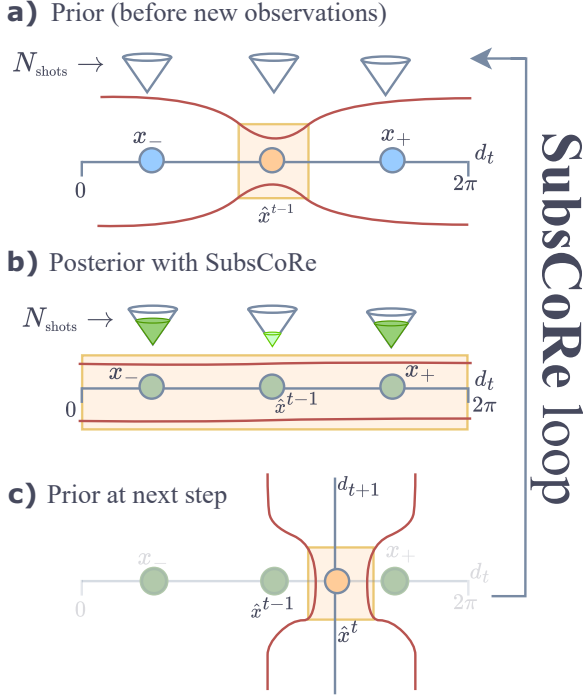 a) Prior (before new observations)
N_shots →
x_- x_+ d_t
0 x̂^{t-1} 2π
b) Posterior with SubsCoRe
N_shots →
x_- x_+ d_t
0 x̂^{t-1} 2π
c) Prior at next step
d_{t+1}
x_- x_+ d_t
0 x̂^{t-1} x̂^t 2π
SubsCoRe loop